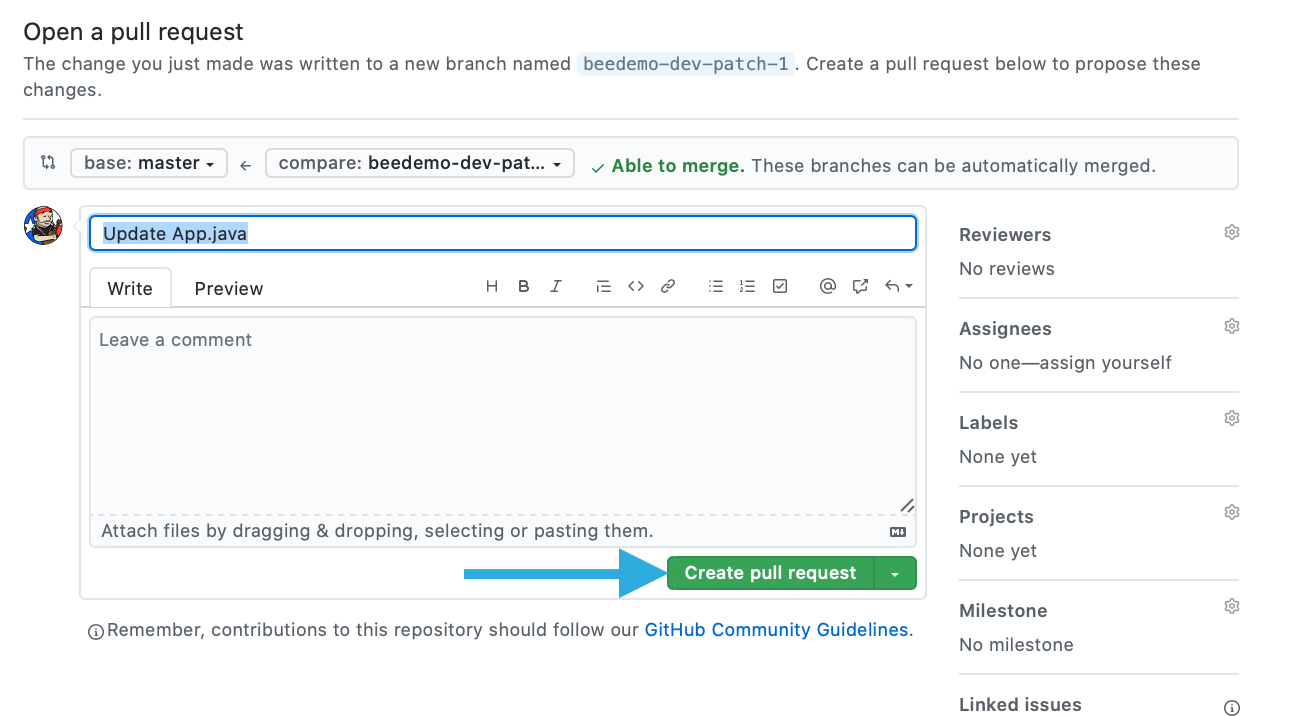 Open a pull request
The change you just made was written to a new branch named beedemo-dev-patch-1. Create a pull request below to propose these
changes.
base: master compare: beedemo-dev-pat... Able to merge. These branches can be automatically merged.
Update App.java
Write Preview
Leave a comment
Attach files by dragging & dropping, selecting or pasting them.
Create pull request
Remember, contributions to this repository should follow our GitHub Community Guidelines.
Reviewers
No reviews
Assignees
No one—assign yourself
Labels
None yet
Projects
None yet
Milestone
No milestone
Linked issues